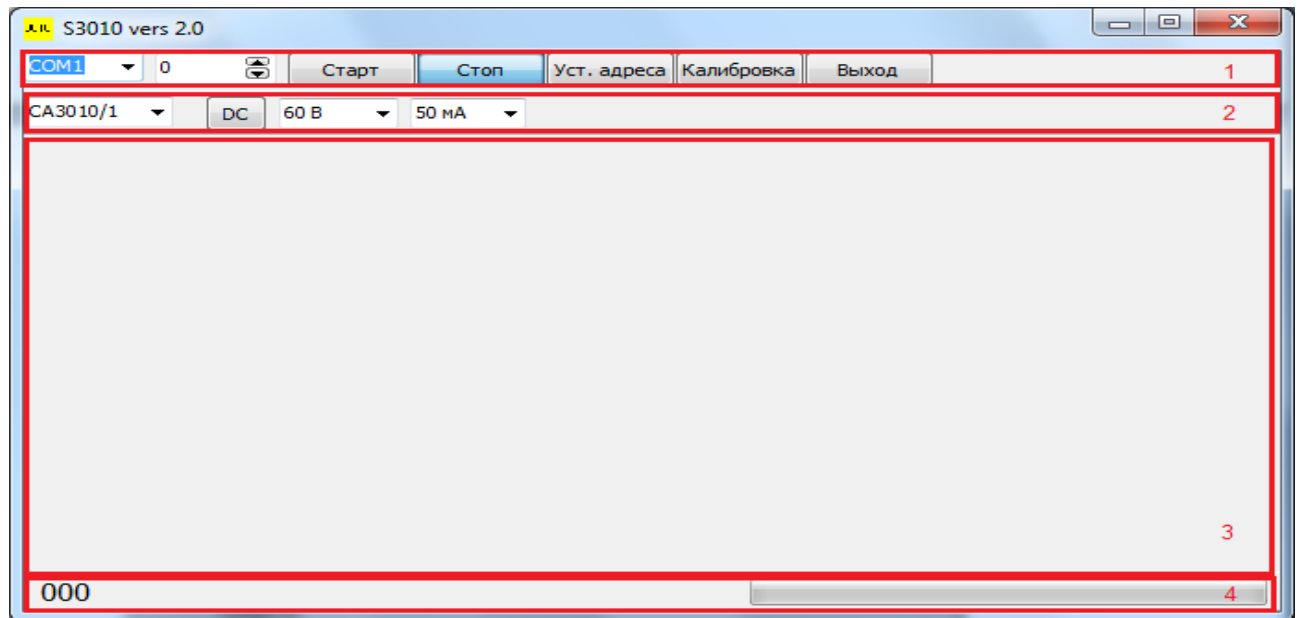 S3010 vers 2.0
COM1 0 Старт Стоп Уст. адреса Калибровка Выход 1
CA3010/1 DC 60 В 50 мА 2
3
000 4